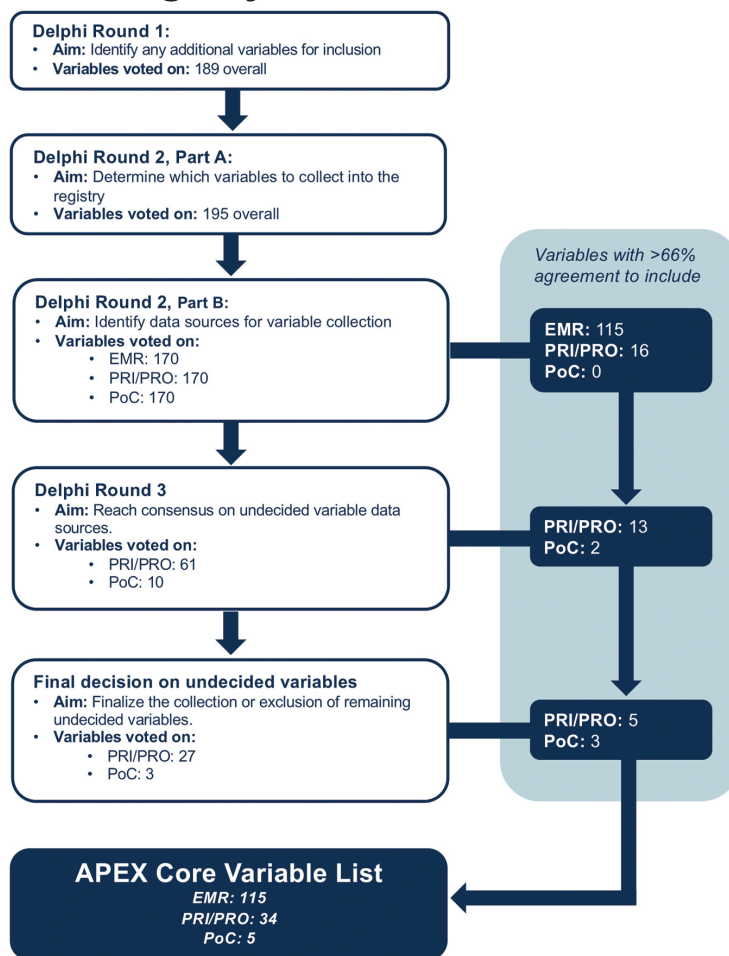 Delphi Round 1:
• Aim: Identify any additional variables for inclusion
• Variables voted on: 189 overall
Delphi Round 2, Part A:
• Aim: Determine which variables to collect into the
registry
• Variables voted on: 195 overall
Variables with >66%
agreement to include
Delphi Round 2, Part B:
• Aim: Identify data sources for variable collection
• Variables voted on:
• EMR: 170
• PRI/PRO: 170
• PoC: 170
EMR: 115
PRI/PRO: 16
PoC: 0
Delphi Round 3
• Aim: Reach consensus on undecided variable data
sources.
• Variables voted on:
• PRI/PRO: 61
• PoC: 10
PRI/PRO: 13
PoC: 2
Final decision on undecided variables
• Aim: Finalize the collection or exclusion of remaining
undecided variables.
• Variables voted on:
• PRI/PRO: 27
• PoC: 3
PRI/PRO: 5
PoC: 3
APEX Core Variable List
EMR: 115
PRI/PRO: 34
PoC: 5